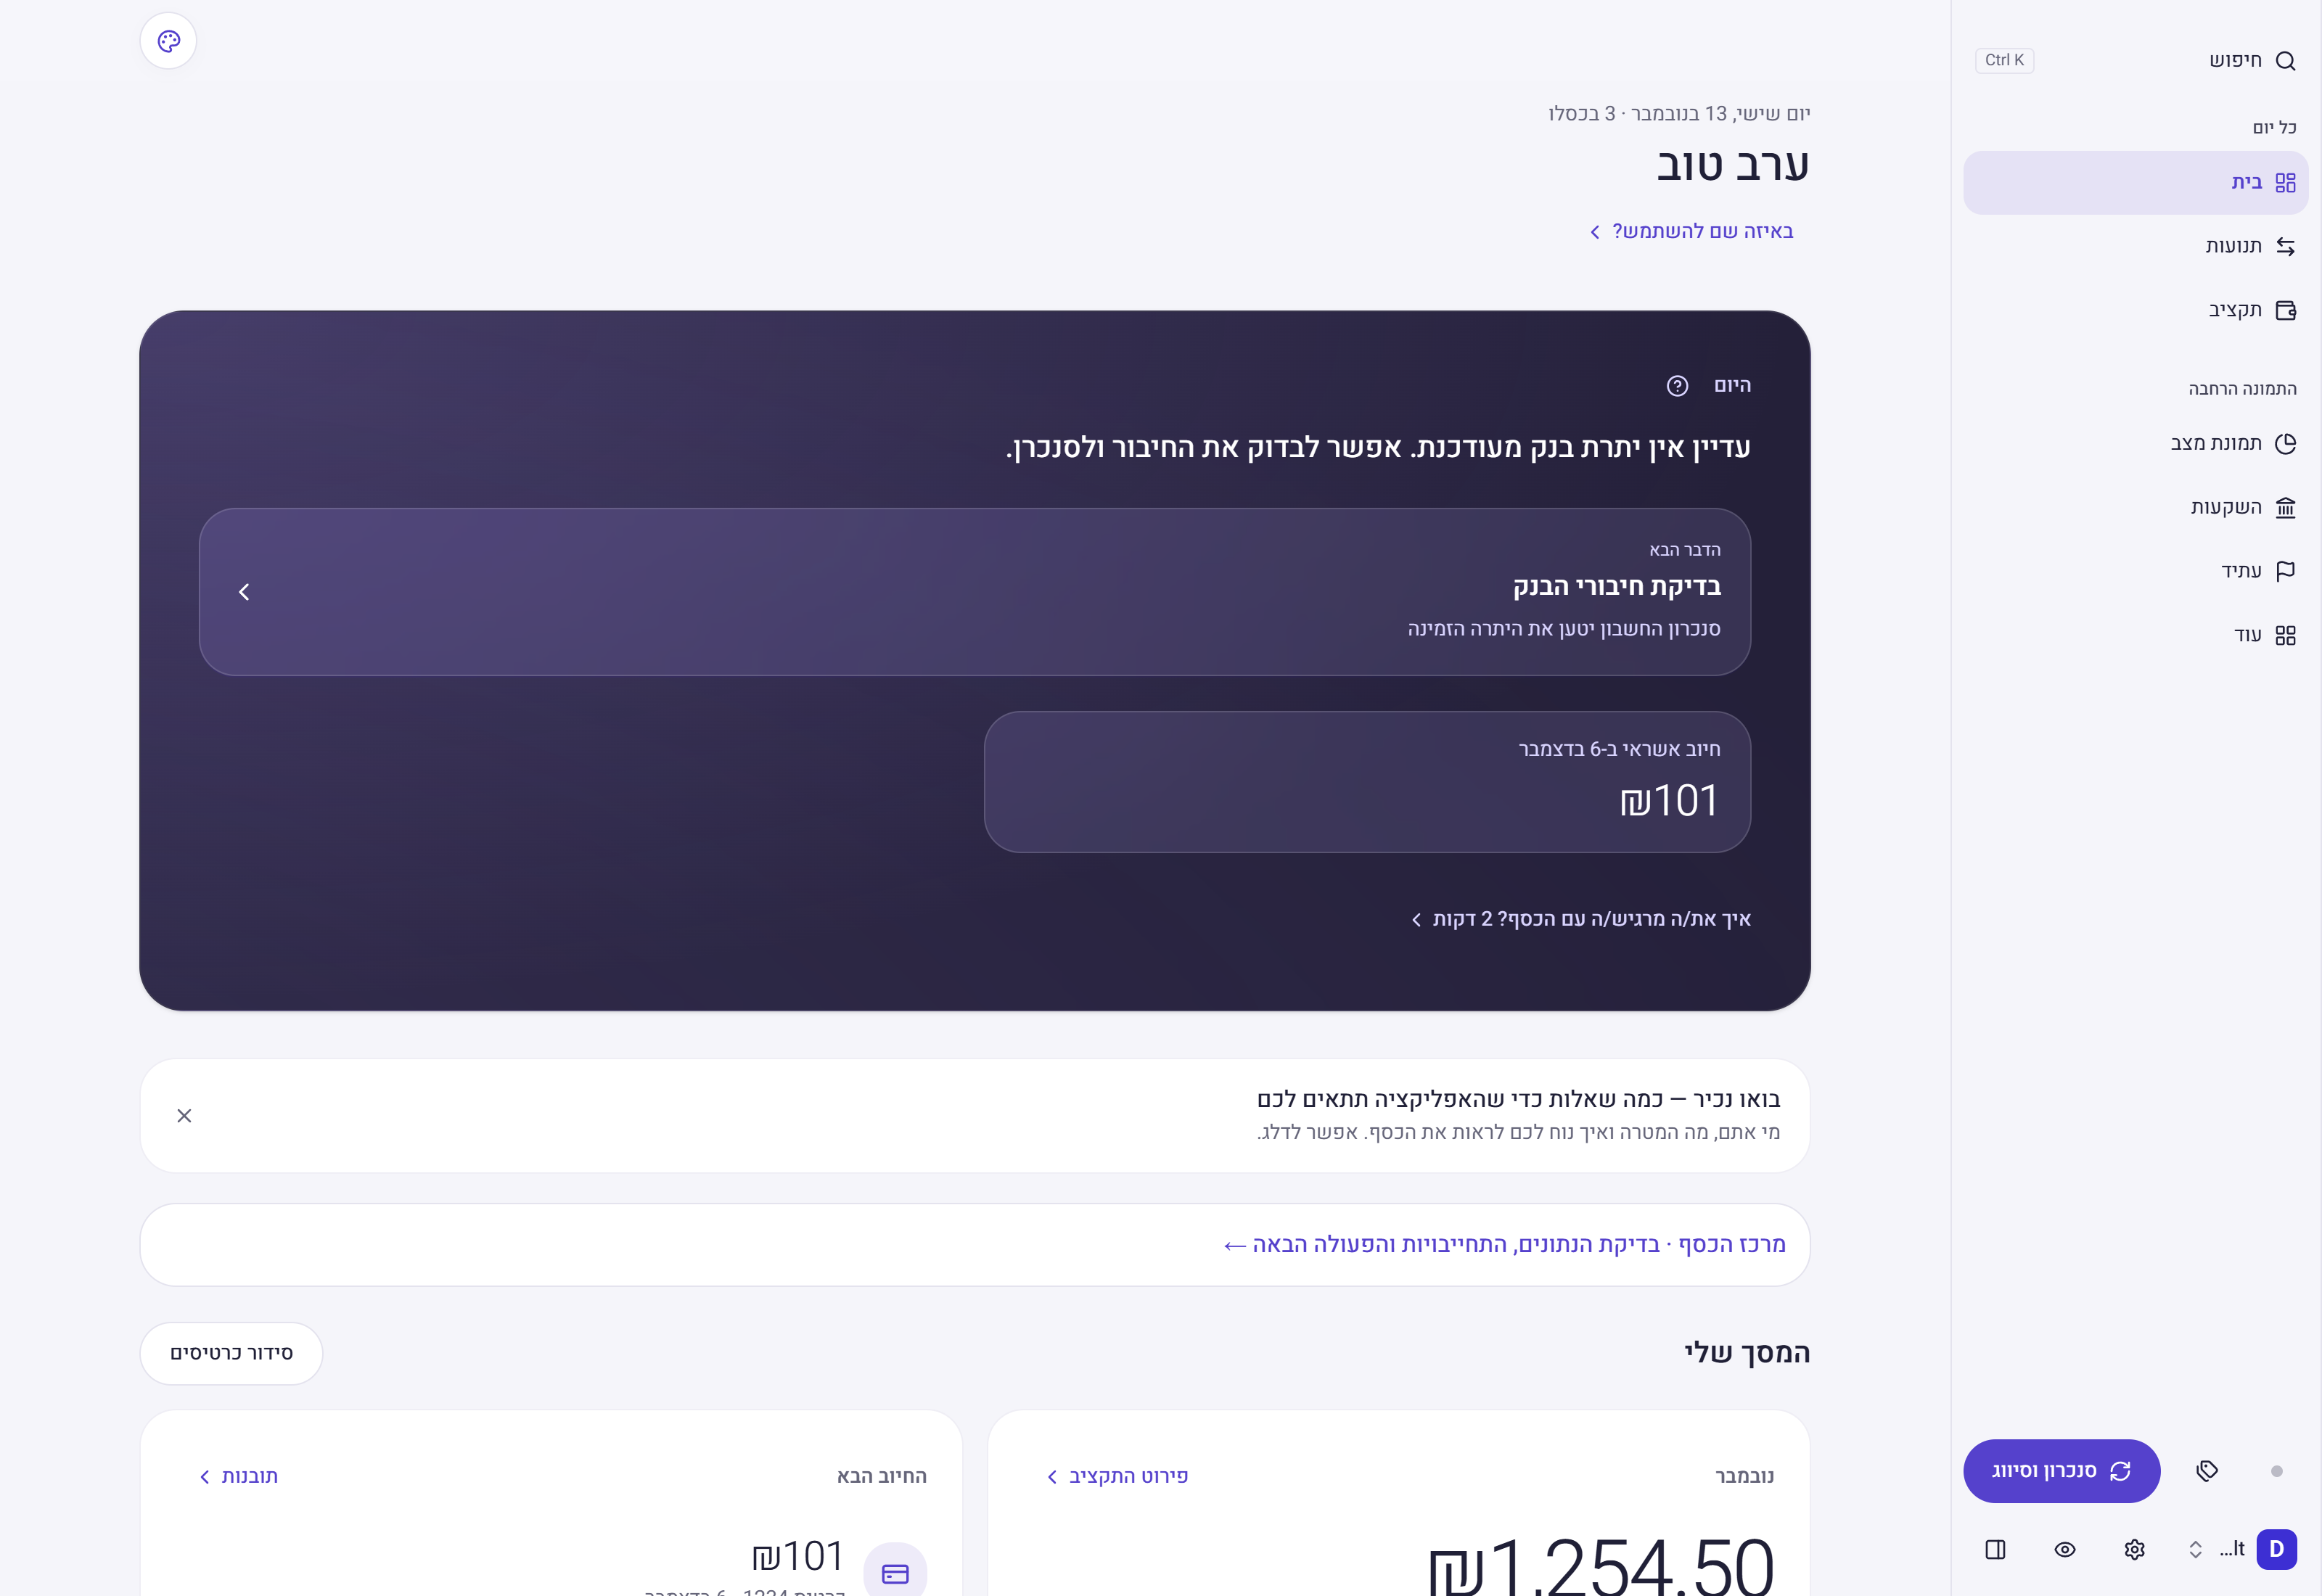 חיפוש
Ctrl K
כל יום
בית
תנועות
תקציב
התמונה הרחבה
תמונת מצב
השקעות
עתיד
עוד
סנכרון וסיווג
D
lt...
יום שישי, 13 בנובמבר · 3 בכסלו
ערב טוב
באיזה שם להשתמש?
היום
עדיין אין יתרת בנק מעודכנת. אפשר לבדוק את החיבור ולסנכרן.
הדבר הבא
בדיקת חיבורי הבנק
סנכרון החשבון יטען את היתרה הזמינה
חיוב אשראי ב-6 בדצמבר
₪101
איך את/ה מרגיש/ה עם הכסף? 2 דקות
בואו נכיר — כמה שאלות כדי שהאפליקציה תתאים לכם
מי אתם, מה המטרה ואיך נוח לכם לראות את הכסף. אפשר לדלג.
מרכז הכסף · בדיקת הנתונים, התחייבויות והפעולה הבאה ←
המסך שלי
סידור כרטיסים
נובמבר
פירוט התקציב
₪1,254.50
החיוב הבא
תובנות
₪101